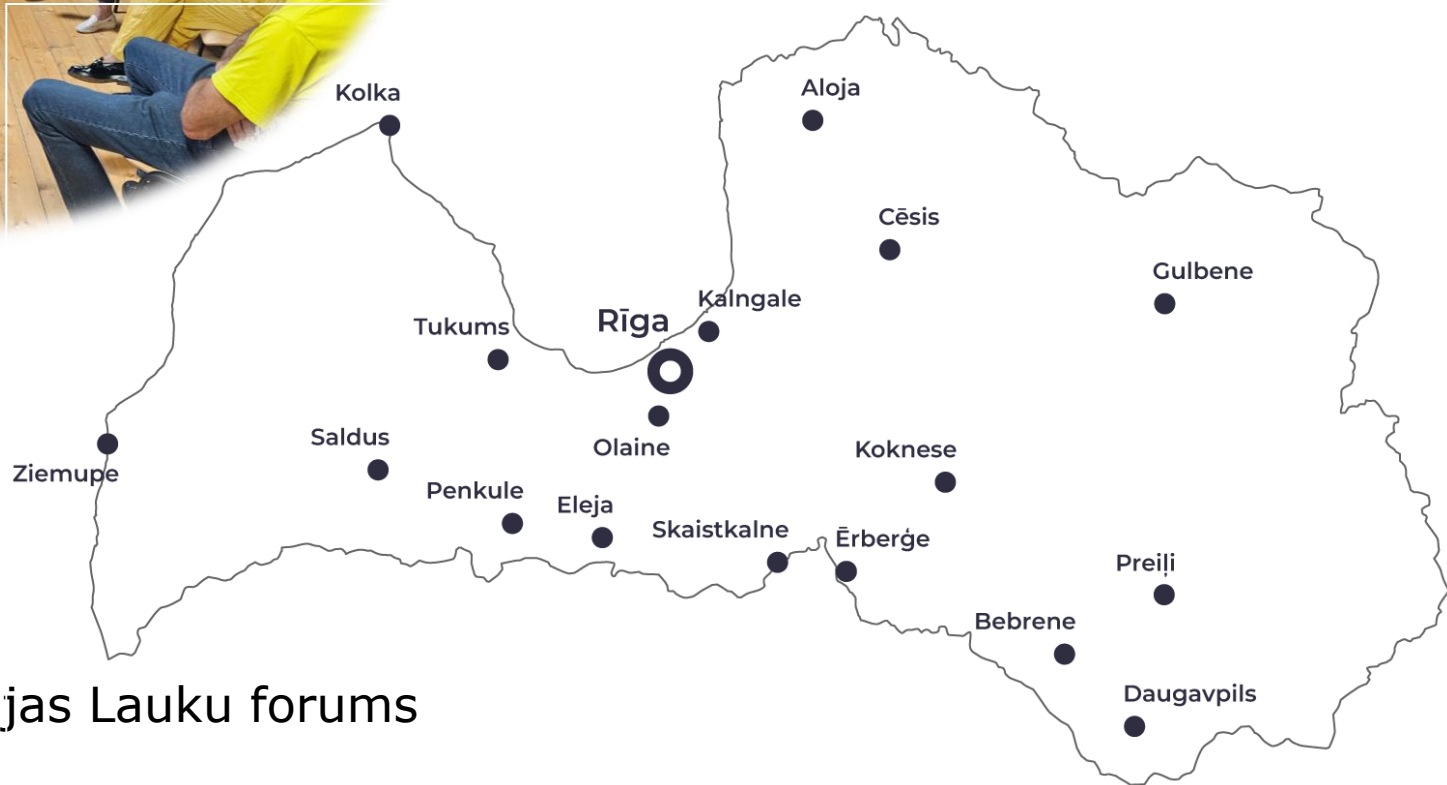 Kolka
Aloja
Cēsis
Gulbene
Kalngale
Rīga
Tukums
Saldus
Olaine
Koknese
Ziemupe
Penkule
Eleja
Skaistkalne
Ērberģe
Preiļi
Bebrene
Daugavpils
jas Lauku forums